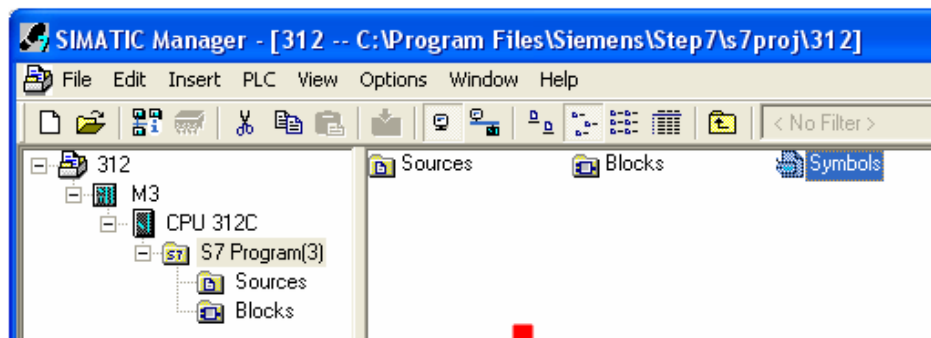 SIMATIC Manager - [312 -- C:\Program Files\Siemens\Step7\s7proj\312]
File Edit Insert PLC View Options Window Help
< No Filter >
312
M3
CPU 312C
S7 Program(3)
Sources
Blocks
Sources Blocks Symbols